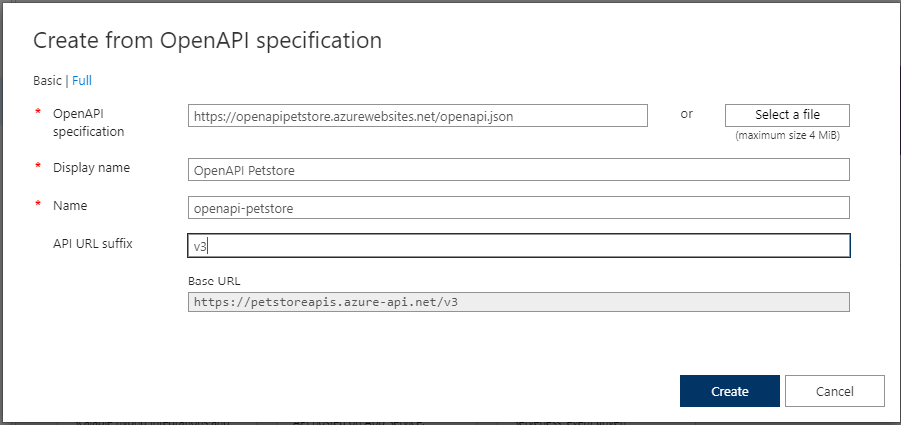 Create from OpenAPI specification
Basic | Full
* OpenAPI specification
https://openapipetstore.azurewebsites.net/openapi.json
or
Select a file
(maximum size 4 MiB)
* Display name
OpenAPI Petstore
* Name
openapi-petstore
API URL suffix
v3
Base URL
https://petstoreapis.azure-api.net/v3
Create
Cancel